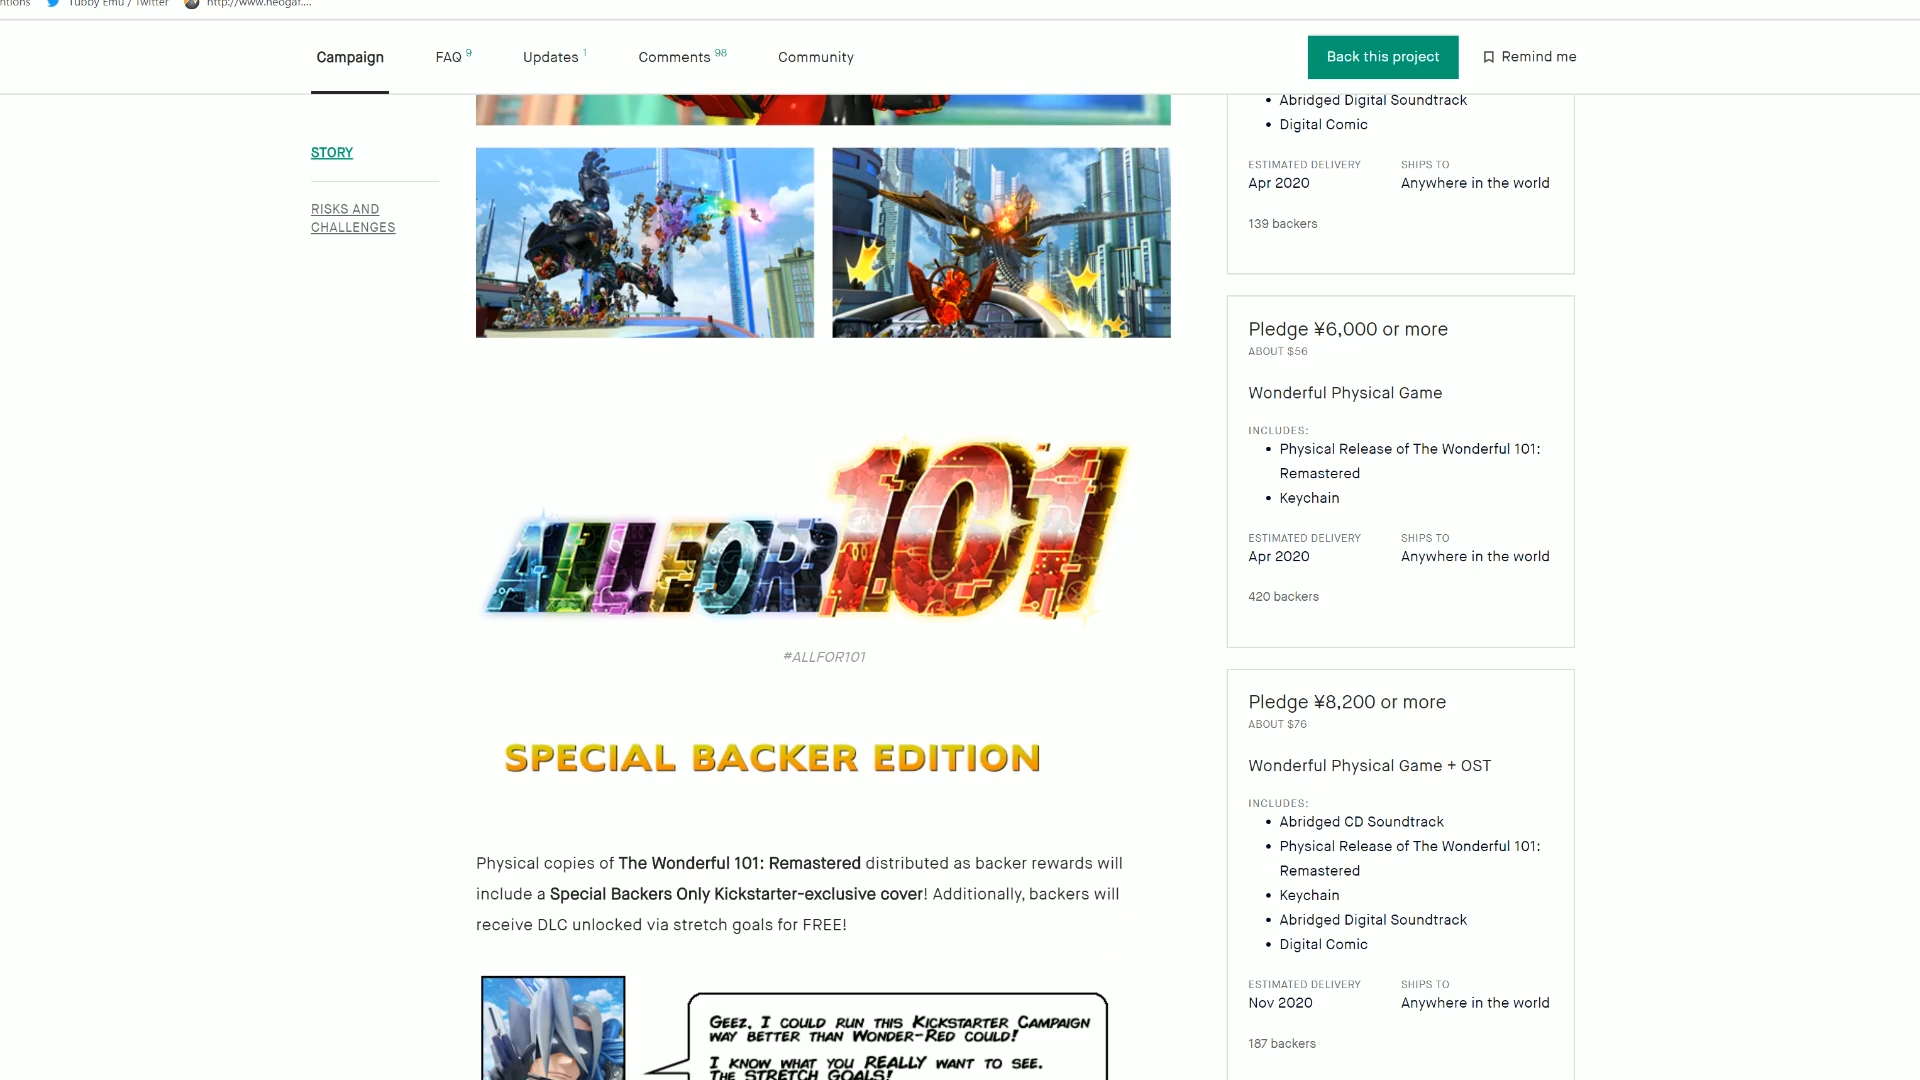 Tubby Emu / Twitter
http://www.neogaf....
Campaign
FAQ 9
Updates 1
Comments 98
Community
Back this project
Remind me
STORY
RISKS AND
CHALLENGES
ALL FOR 101
#ALLFOR101
SPECIAL BACKER EDITION
Physical copies of The Wonderful 101: Remastered distributed as backer rewards will
include a Special Backers Only Kickstarter-exclusive cover! Additionally, backers will
receive DLC unlocked via stretch goals for FREE!
GEEZ, I COULD RUN THIS KICKSTARTER CAMPAIGN
WAY BETTER THAN WONDER-RED COULD!
I KNOW WHAT YOU REALLY WANT TO SEE.
THE STRETCH GOALS!
• Abridged Digital Soundtrack
• Digital Comic
ESTIMATED DELIVERY
Apr 2020
SHIPS TO
Anywhere in the world
139 backers
Pledge ¥6,000 or more
ABOUT $56
Wonderful Physical Game
INCLUDES:
• Physical Release of The Wonderful 101:
Remastered
• Keychain
ESTIMATED DELIVERY
Apr 2020
SHIPS TO
Anywhere in the world
420 backers
Pledge ¥8,200 or more
ABOUT $76
Wonderful Physical Game + OST
INCLUDES:
• Abridged CD Soundtrack
• Physical Release of The Wonderful 101:
Remastered
• Keychain
• Abridged Digital Soundtrack
• Digital Comic
ESTIMATED DELIVERY
Nov 2020
SHIPS TO
Anywhere in the world
187 backers